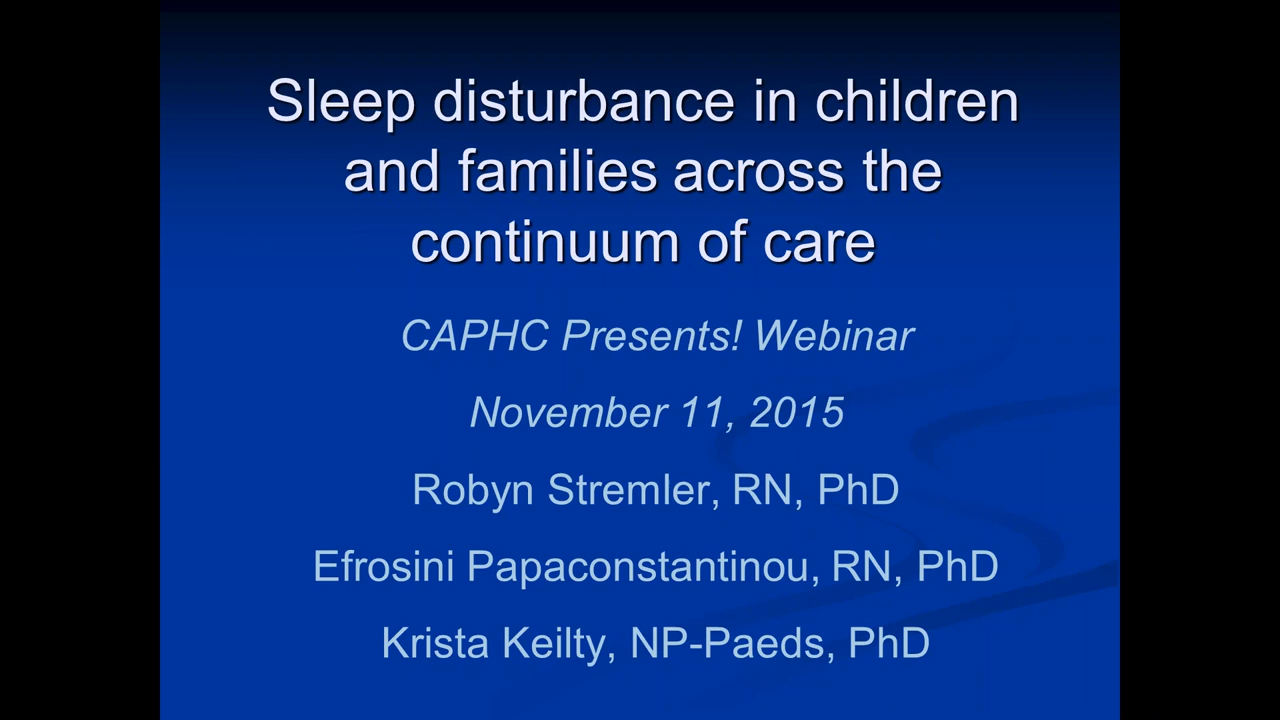 Sleep disturbance in children
and families across the
continuum of care
CAPHC Presents! Webinar
November 11, 2015
Robyn Stremler, RN, PhD
Efrosini Papaconstantinou, RN, PhD
Krista Keilty, NP-Paeds, PhD